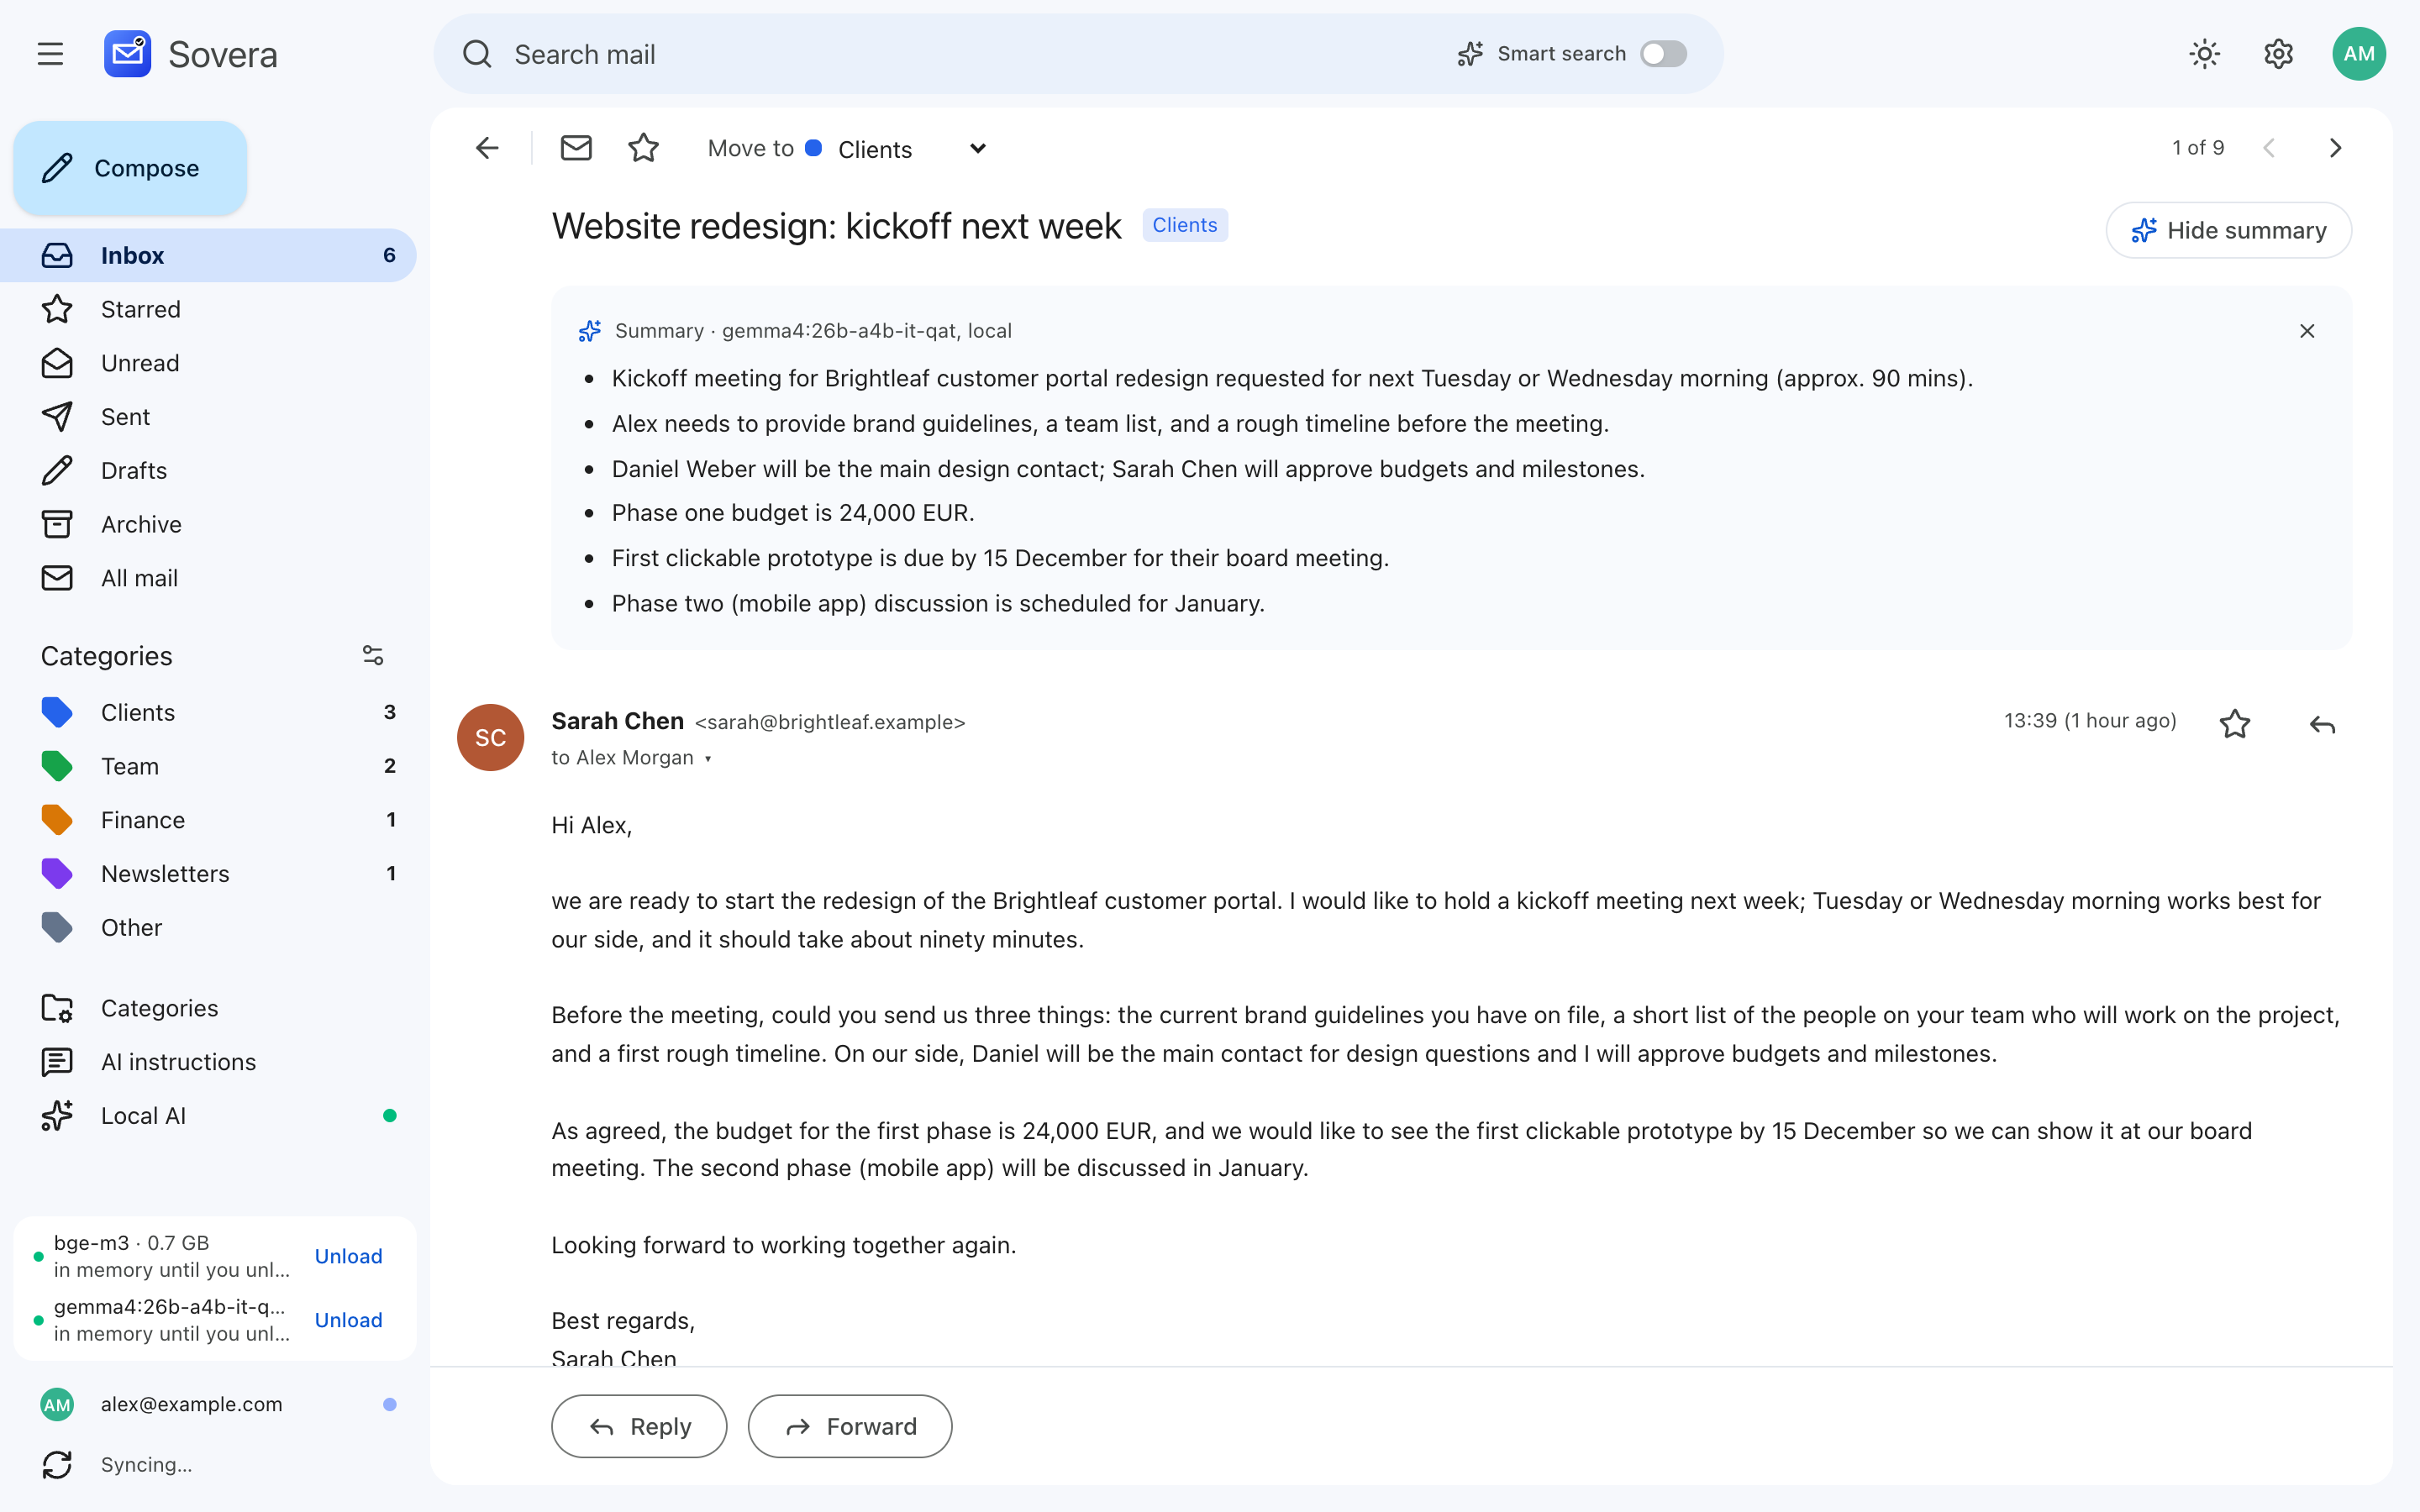 Sovera
Search mail
Smart search
AM
Compose
Inbox 6
Starred
Unread
Sent
Drafts
Archive
All mail
Categories
Clients 3
Team 2
Finance 1
Newsletters 1
Other
Categories
AI instructions
Local AI
bge-m3 · 0.7 GB
in memory until you unl...
Unload
gemma4:26b-a4b-it-q...
in memory until you unl...
Unload
AM alex@example.com
Syncing...
Move to Clients
1 of 9
Website redesign: kickoff next week Clients
Hide summary
Summary · gemma4:26b-a4b-it-qat, local
• Kickoff meeting for Brightleaf customer portal redesign requested for next Tuesday or Wednesday morning (approx. 90 mins).
• Alex needs to provide brand guidelines, a team list, and a rough timeline before the meeting.
• Daniel Weber will be the main design contact; Sarah Chen will approve budgets and milestones.
• Phase one budget is 24,000 EUR.
• First clickable prototype is due by 15 December for their board meeting.
• Phase two (mobile app) discussion is scheduled for January.
SC
Sarah Chen <sarah@brightleaf.example>
13:39 (1 hour ago)
to Alex Morgan
Hi Alex,
we are ready to start the redesign of the Brightleaf customer portal. I would like to hold a kickoff meeting next week; Tuesday or Wednesday morning works best for
our side, and it should take about ninety minutes.
Before the meeting, could you send us three things: the current brand guidelines you have on file, a short list of the people on your team who will work on the project,
and a first rough timeline. On our side, Daniel will be the main contact for design questions and I will approve budgets and milestones.
As agreed, the budget for the first phase is 24,000 EUR, and we would like to see the first clickable prototype by 15 December so we can show it at our board
meeting. The second phase (mobile app) will be discussed in January.
Looking forward to working together again.
Best regards,
Sarah Chen
Reply
Forward